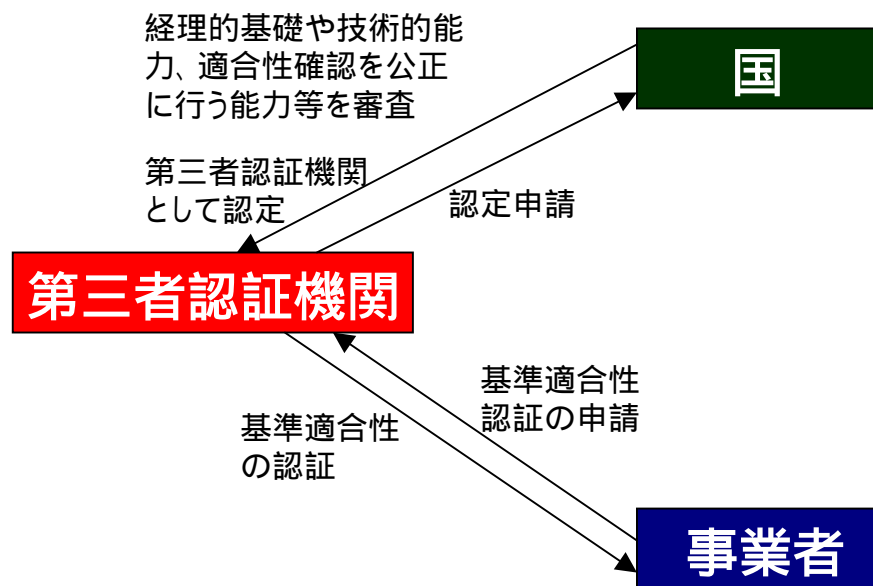 経理的基礎や技術的能
力、適合性確認を公正
に行う能力等を審査
国
第三者認証機関
として認定
認定申請
第三者認証機関
基準適合性
認証の申請
基準適合性
の認証
事業者